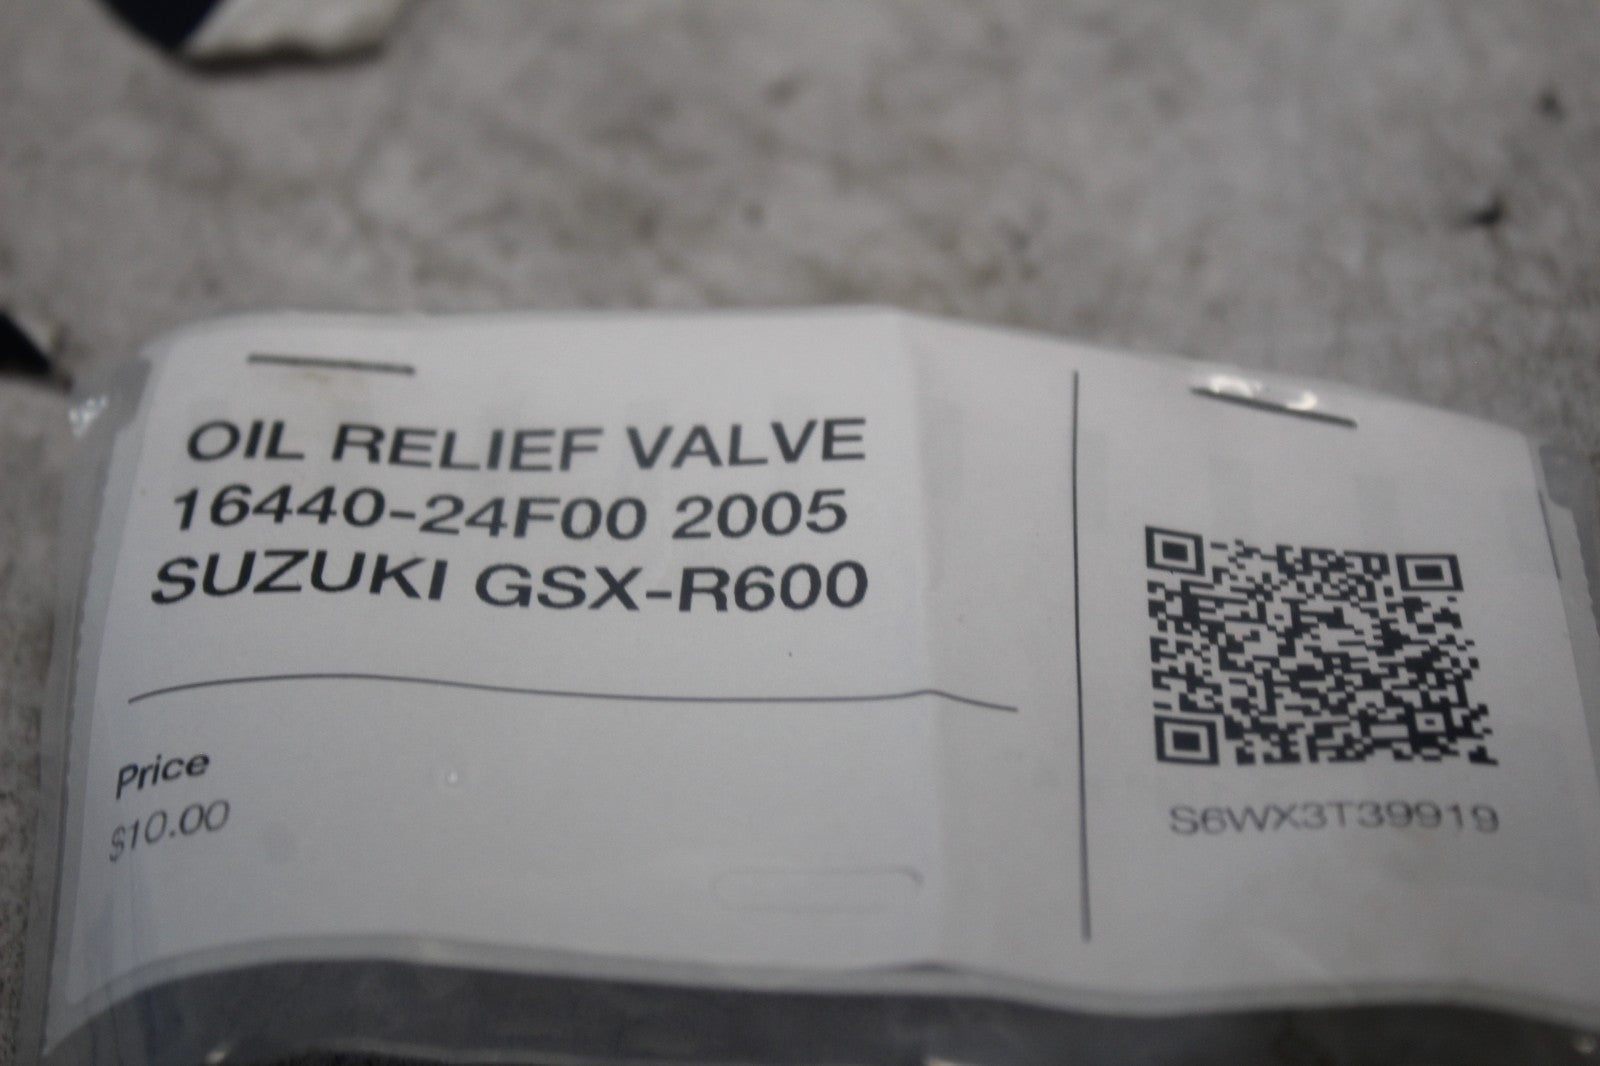 OIL RELIEF VALVE
16440-24F00 2005
SUZUKI GSX-R600
Price
$10.00
S6WX3T39919